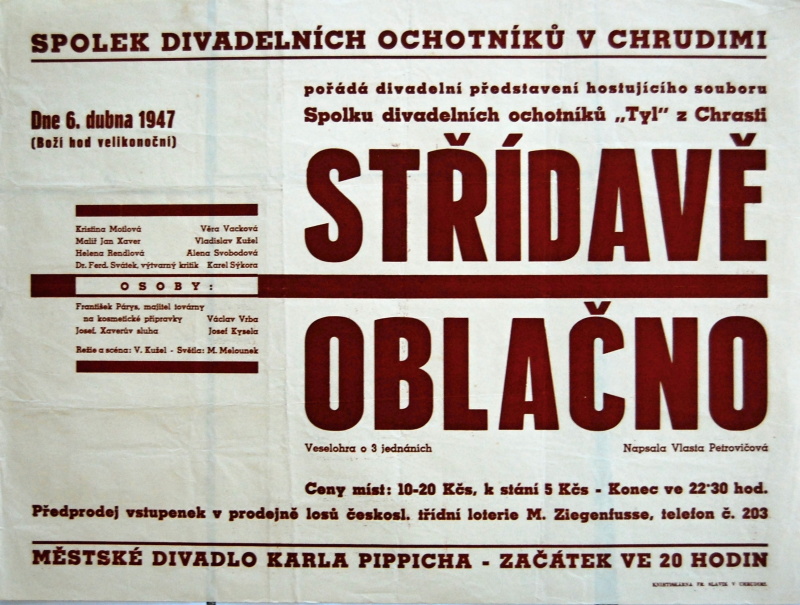 SPOLEK DIVADELNÍCH OCHOTNÍKŮ V CHRUDIMI
Dne 6. dubna 1947
(Boží hod velikonoční)
pořádá divadelní představení hostujícího souboru
Spolku divadelních ochotníků „Tyl" z Chrasti
STŘÍDAVĚ
OBLAČNO
Kristina Motlová Věra Vacková
Malíř Jan Xaver Vladislav Kužel
Helena Rendlová Alena Svobodová
Dr. Ferd. Svátek, výtvarný kritik Karel Sýkora
OSOBY:
František Párys, majitel továrny
na kosmetické přípravky Václav Vrba
Josef, Xaverův sluha Josef Kysela
Režie a scéna: V. Kužel - Světla: M. Melounek
Veselohra o 3 jednáních Napsala Vlasta Petrovičová
Ceny míst: 10-20 Kčs, k stání 5 Kčs - Konec ve 22·30 hod.
Předprodej vstupenek v prodejně losů českosl. třídní loterie M. Ziegenfusse, telefon č. 203
MĚSTSKÉ DIVADLO KARLA PIPPICHA - ZAČÁTEK VE 20 HODIN
KNIHTISKÁRNA FR. SLAVÍK V CHRUDIMI.